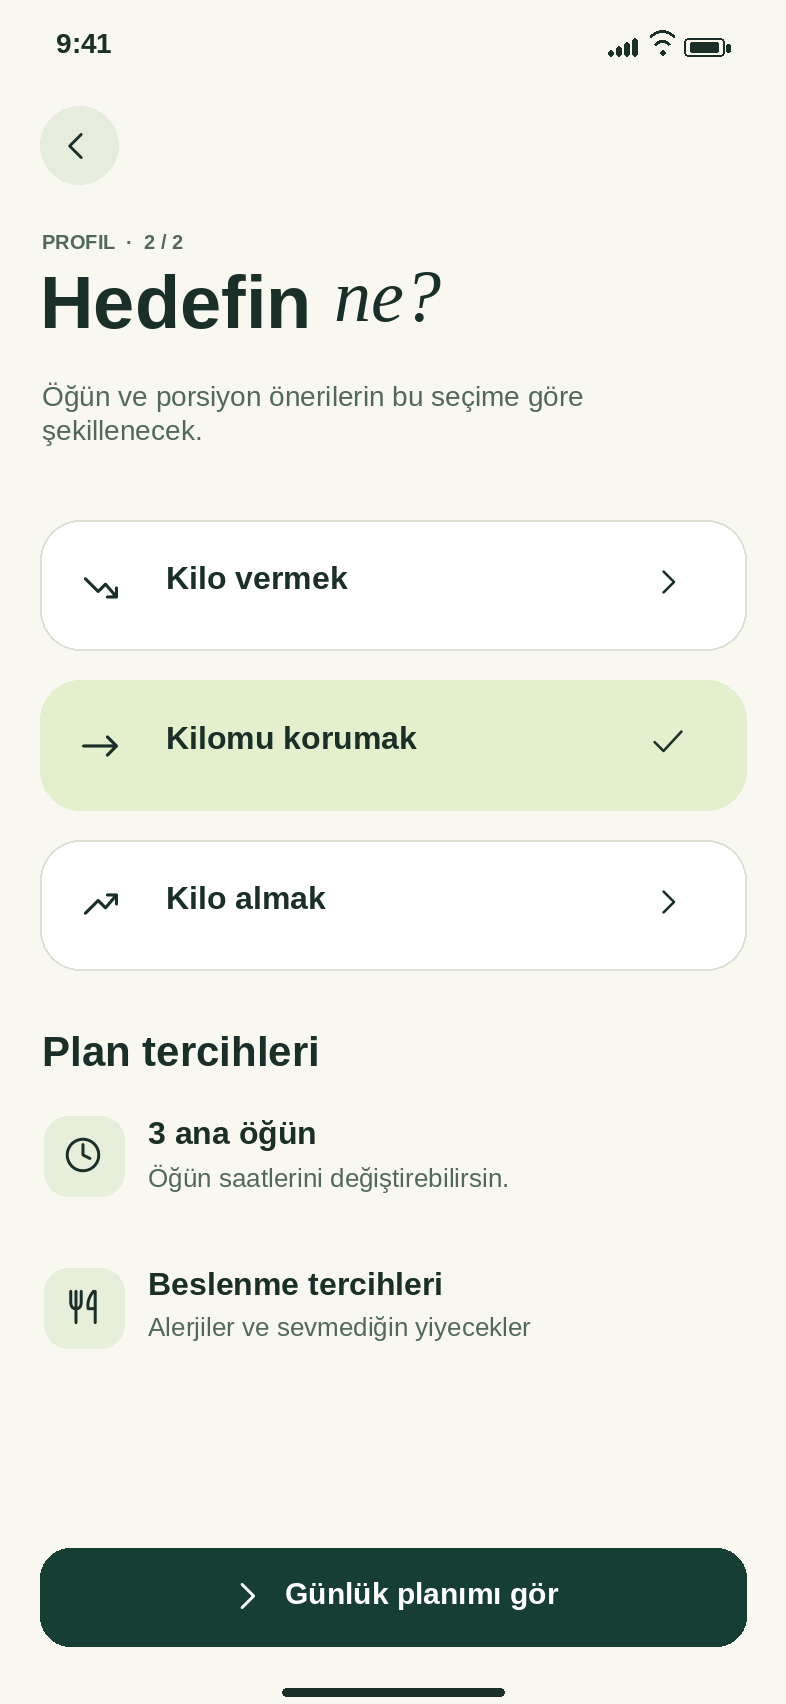 9:41
PROFIL · 2 / 2
Hedefin ne?
Öğün ve porsiyon önerilerin bu seçime göre
şekillenecek.
Kilo vermek
Kilomu korumak
Kilo almak
Plan tercihleri
3 ana öğün
Öğün saatlerini değiştirebilirsin.
Beslenme tercihleri
Alerjiler ve sevmediğin yiyecekler
Günlük planımı gör